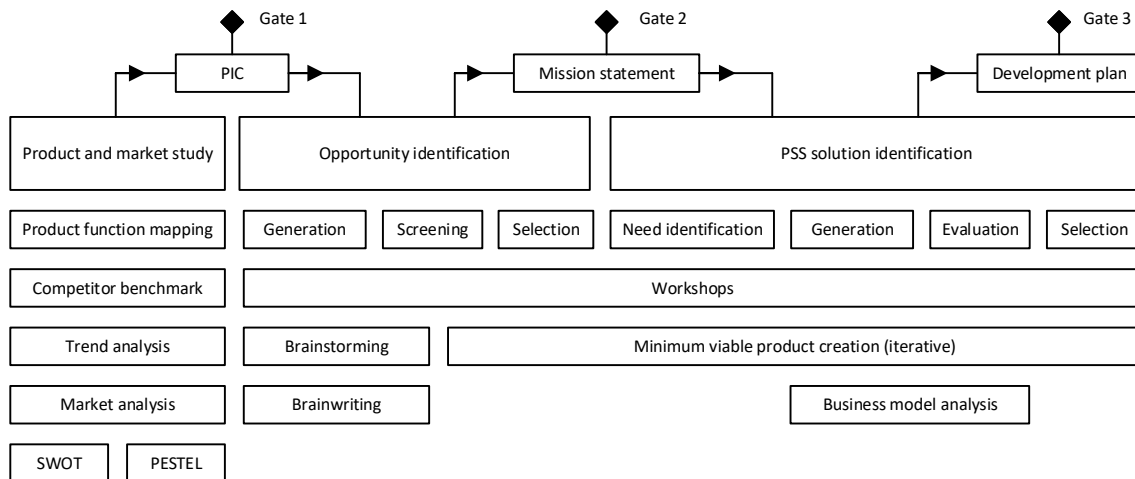 Gate 1
Gate 2
Gate 3
PIC
Mission statement
Development plan
Product and market study
Opportunity identification
PSS solution identification
Product function mapping
Generation
Screening
Selection
Need identification
Generation
Evaluation
Selection
Competitor benchmark
Workshops
Trend analysis
Brainstorming
Minimum viable product creation (iterative)
Market analysis
Brainwriting
Business model analysis
SWOT
PESTEL